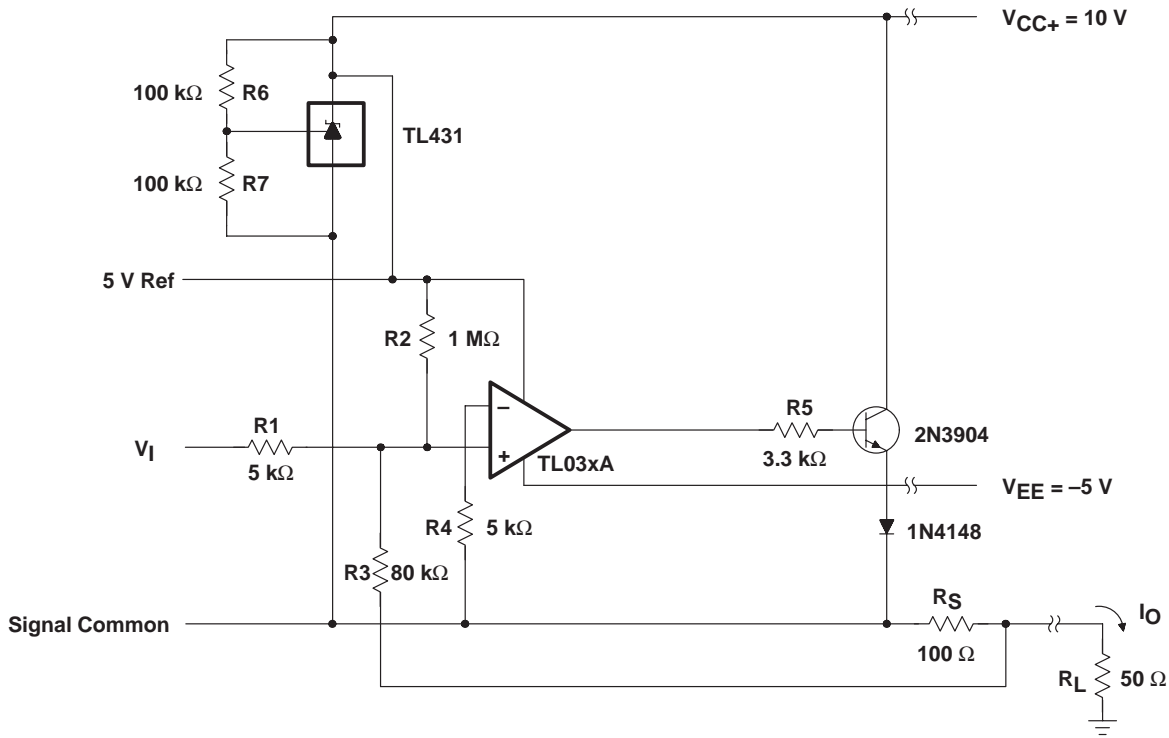 VCC+ = 10 V
100 kΩ R6
TL431
100 kΩ R7
5 V Ref
R2 1 MΩ
R1
VI
5 kΩ
−
+
TL03xA
R5
3.3 kΩ
2N3904
VEE = −5 V
R4 5 kΩ
1N4148
R3 80 kΩ
Signal Common
RS
100 Ω
IO
RL 50 Ω